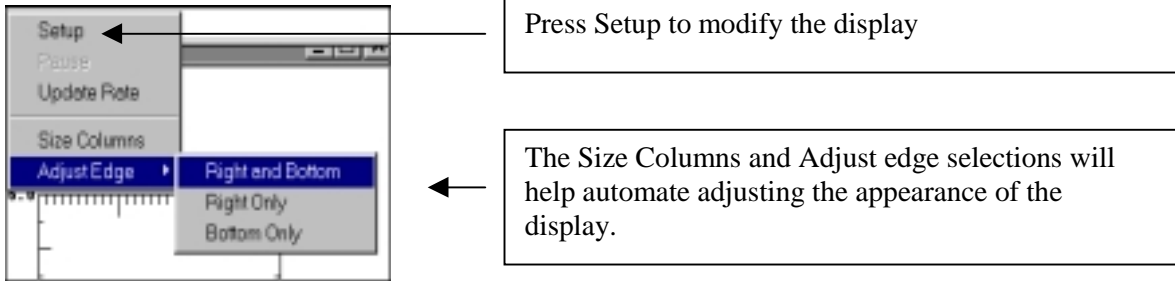 Setup
Pause
Update Rate
Size Columns
Adjust Edge
Right and Bottom
Right Only
Bottom Only
Press Setup to modify the display
The Size Columns and Adjust edge selections will
help automate adjusting the appearance of the
display.